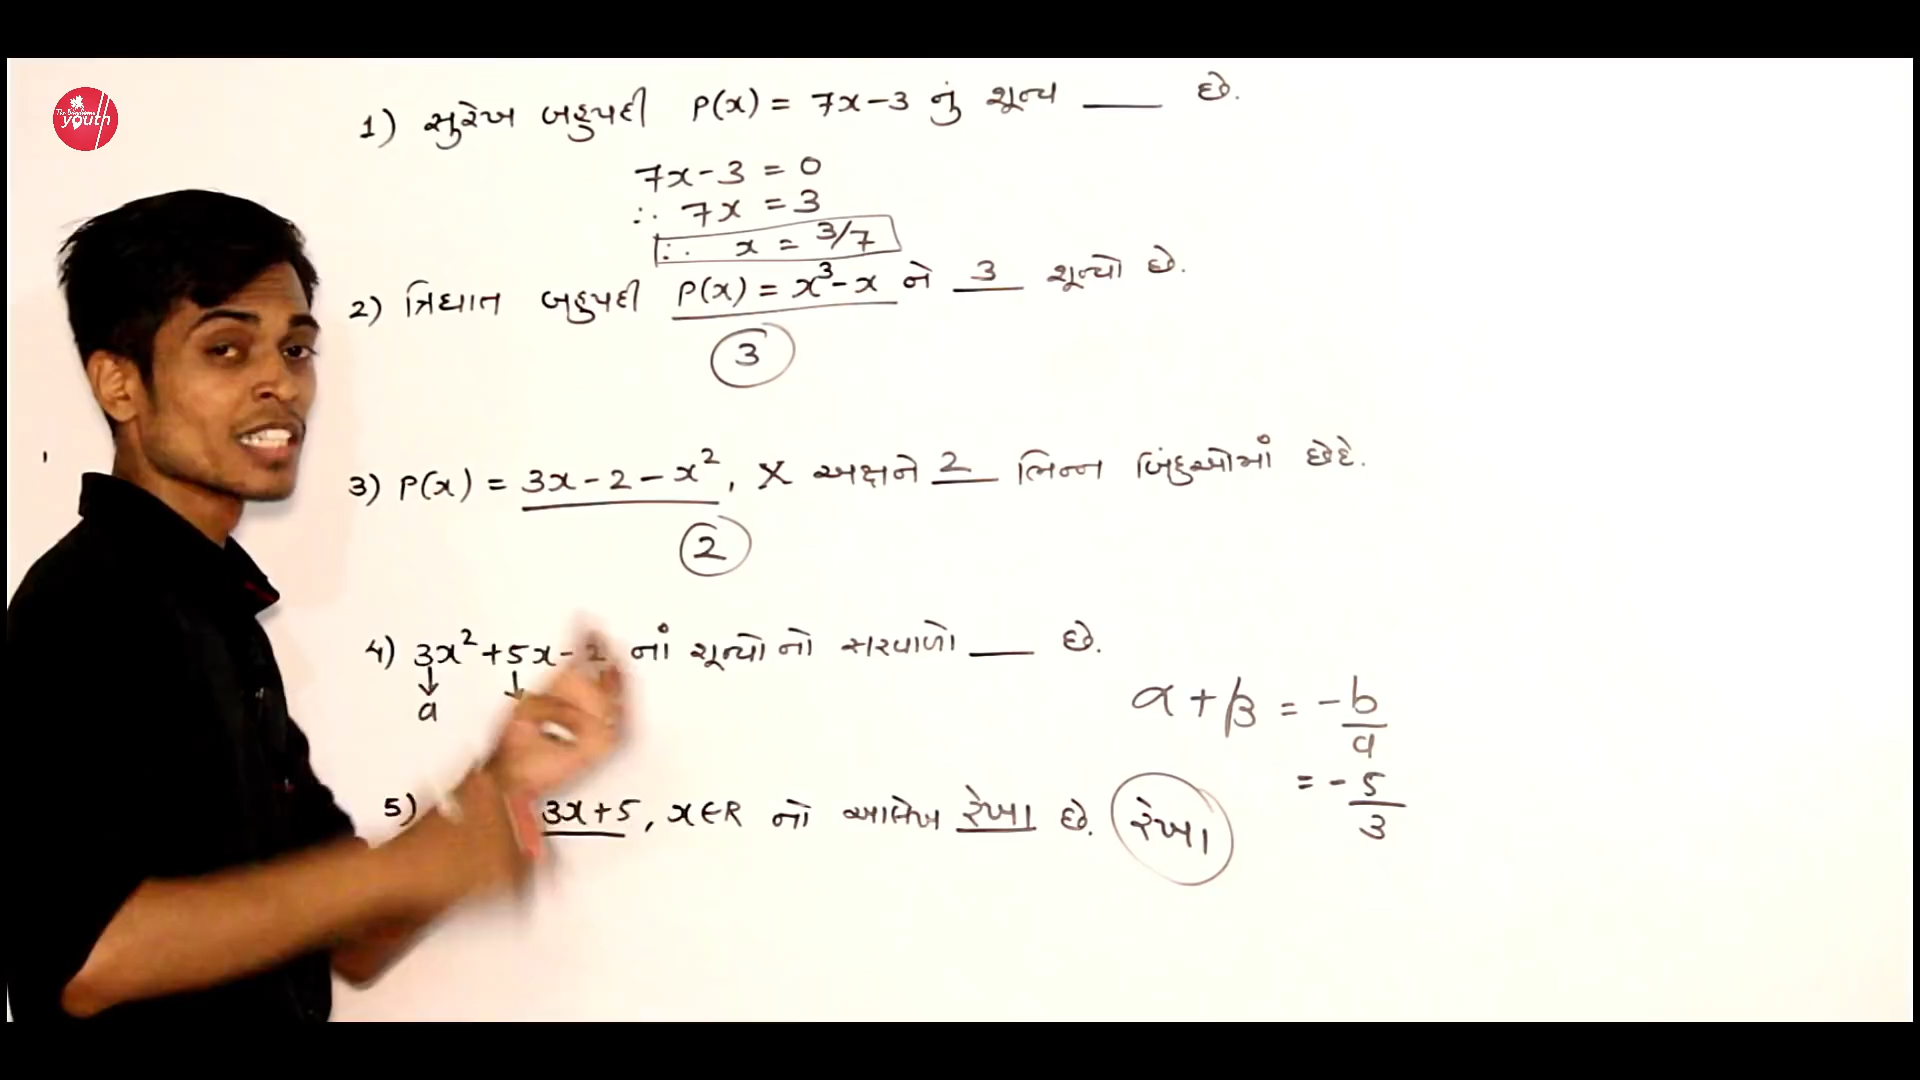 youth
1) સુરેખ બહુપદી P(x) = 7x-3 નું શૂન્ય ___ છે.
7x-3 = 0
∴ 7x = 3
∴ x = 3/7
2) ત્રિઘાત બહુપદી P(x) = x³-x ને 3 શૂન્યો છે.
3
3) P(x) = 3x-2-x², X અક્ષને 2 ભિન્ન બિંદુઓમાં છેદે.
2
4) 3x²+5x-2 નાં શૂન્યોનો સરવાળો ___ છે.
a
α+β = -b/a
= -5/3
5) 3x+5, x∈R નો આલેખ રેખા છે. રેખા